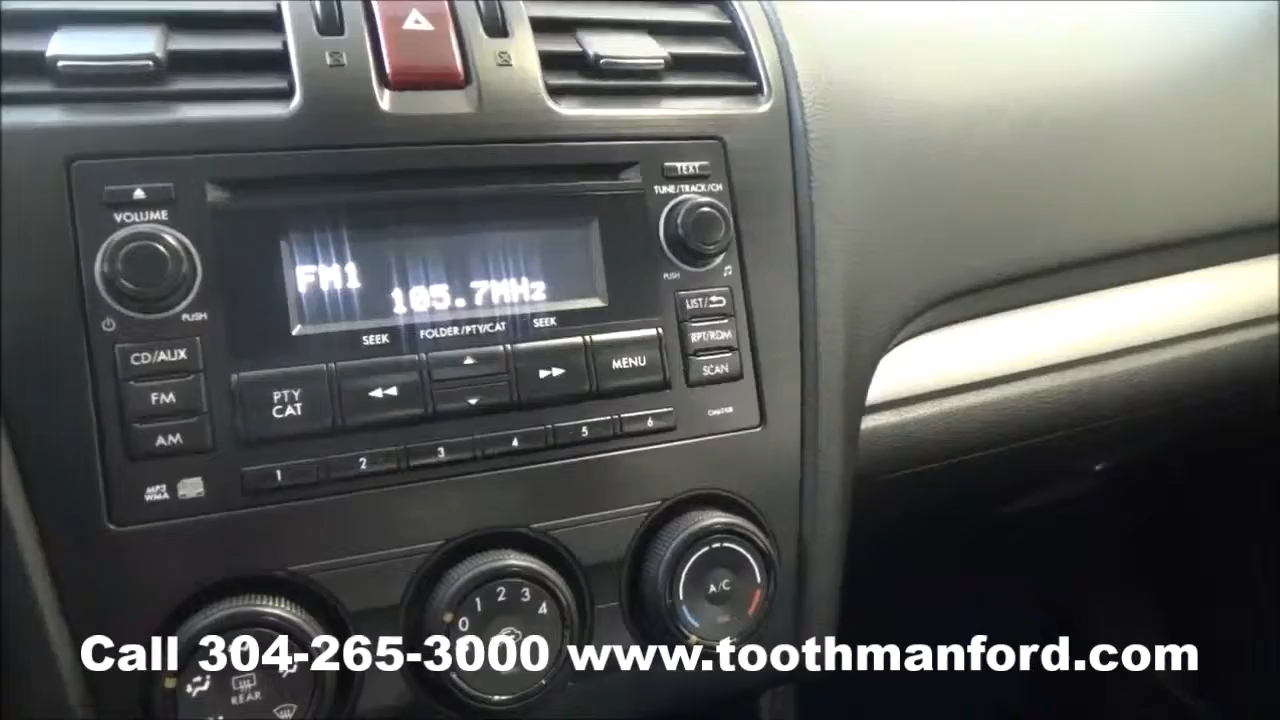 TEXT
VOLUME
TUNE/TRACK/CH
FM1
105.7MHz
PUSH
PUSH
SEEK FOLDER/PTY/CAT SEEK
LIST/
RPT/RDM
SCAN
CD/AUX
FM
AM
PTY
CAT
MENU
1 2 3 4 5 6
MP3
WMA
0 1 2 3 4
A/C
REAR
Call 304-265-3000 www.toothmanford.com